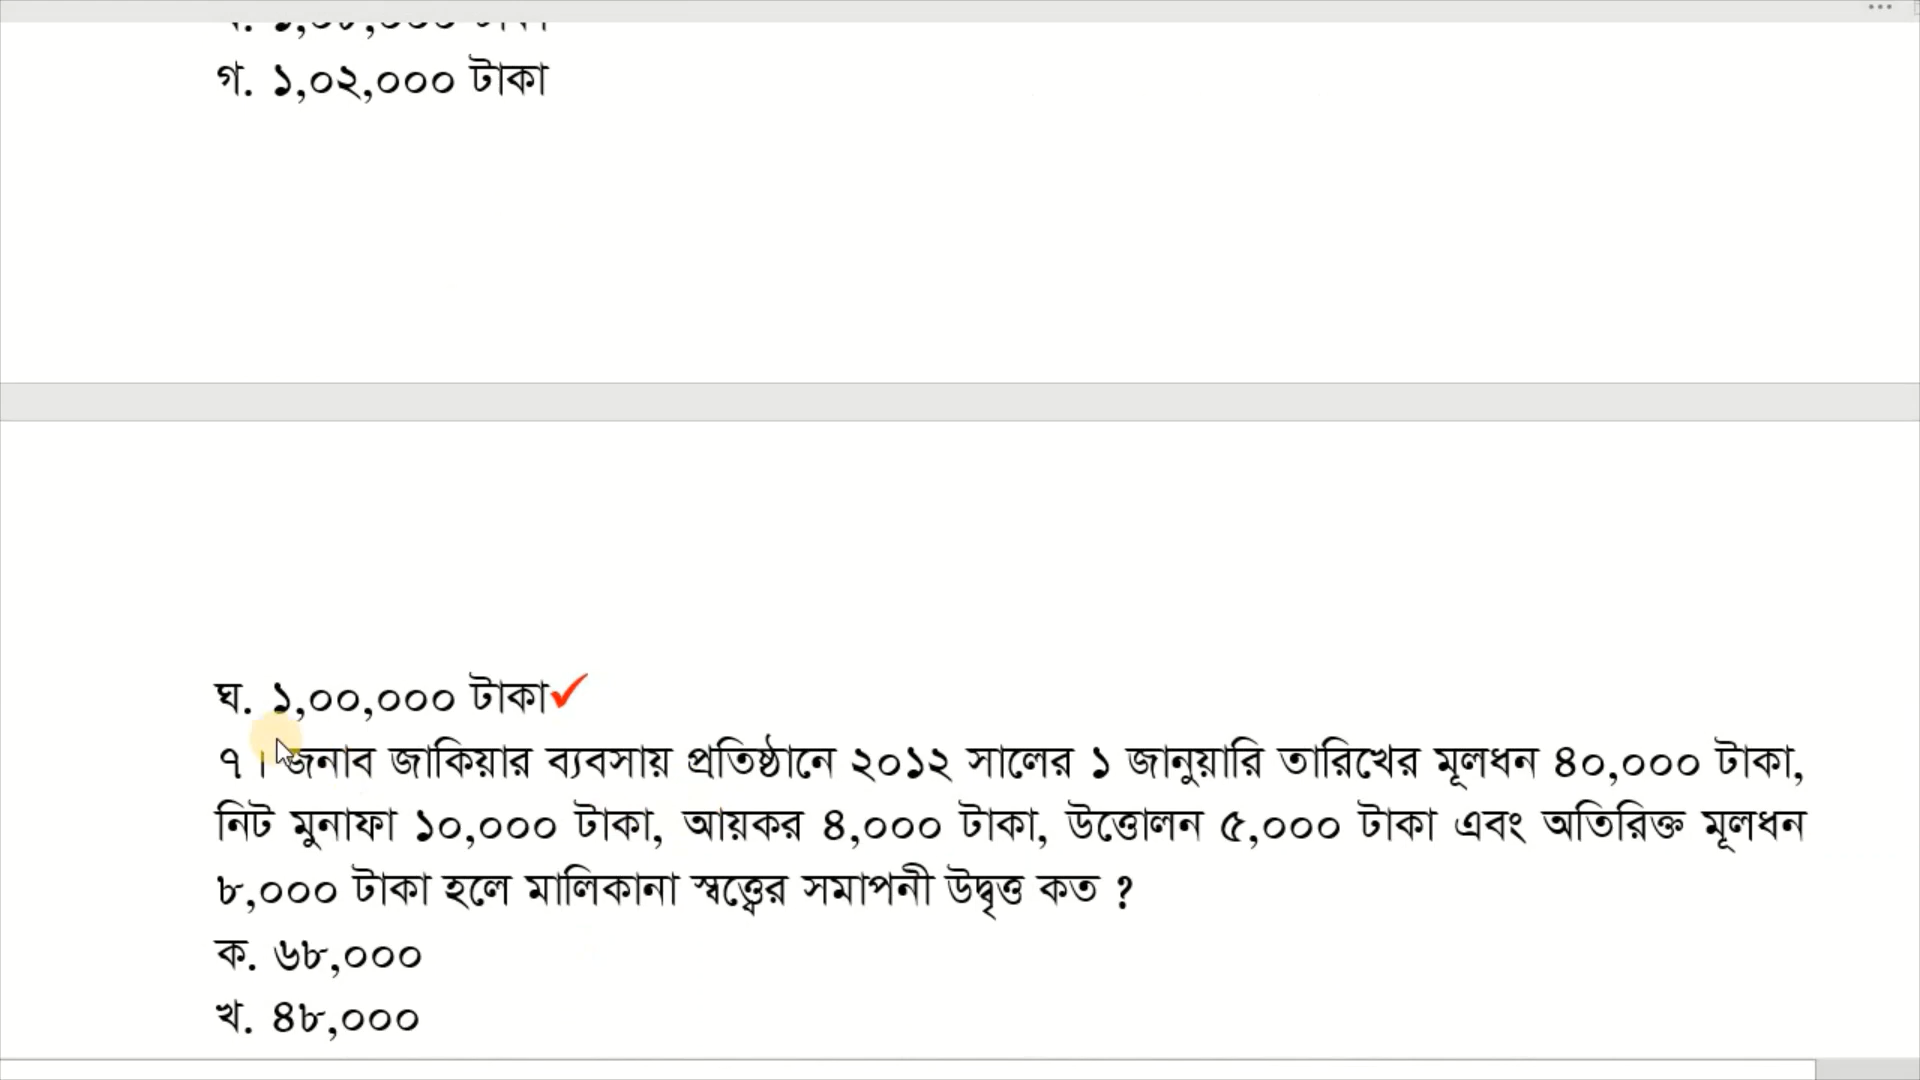 গ. ১,০২,০০০ টাকা
ঘ. ১,০০,০০০ টাকা✓
৭। জনাব জাকিয়ার ব্যবসায় প্রতিষ্ঠানে ২০১২ সালের ১ জানুয়ারি তারিখের মূলধন ৪০,০০০ টাকা,
নিট মুনাফা ১০,০০০ টাকা, আয়কর ৪,০০০ টাকা, উত্তোলন ৫,০০০ টাকা এবং অতিরিক্ত মূলধন
৮,০০০ টাকা হলে মালিকানা স্বত্ত্বের সমাপনী উদ্বৃত্ত কত ?
ক. ৬৮,০০০
খ. ৪৮,০০০